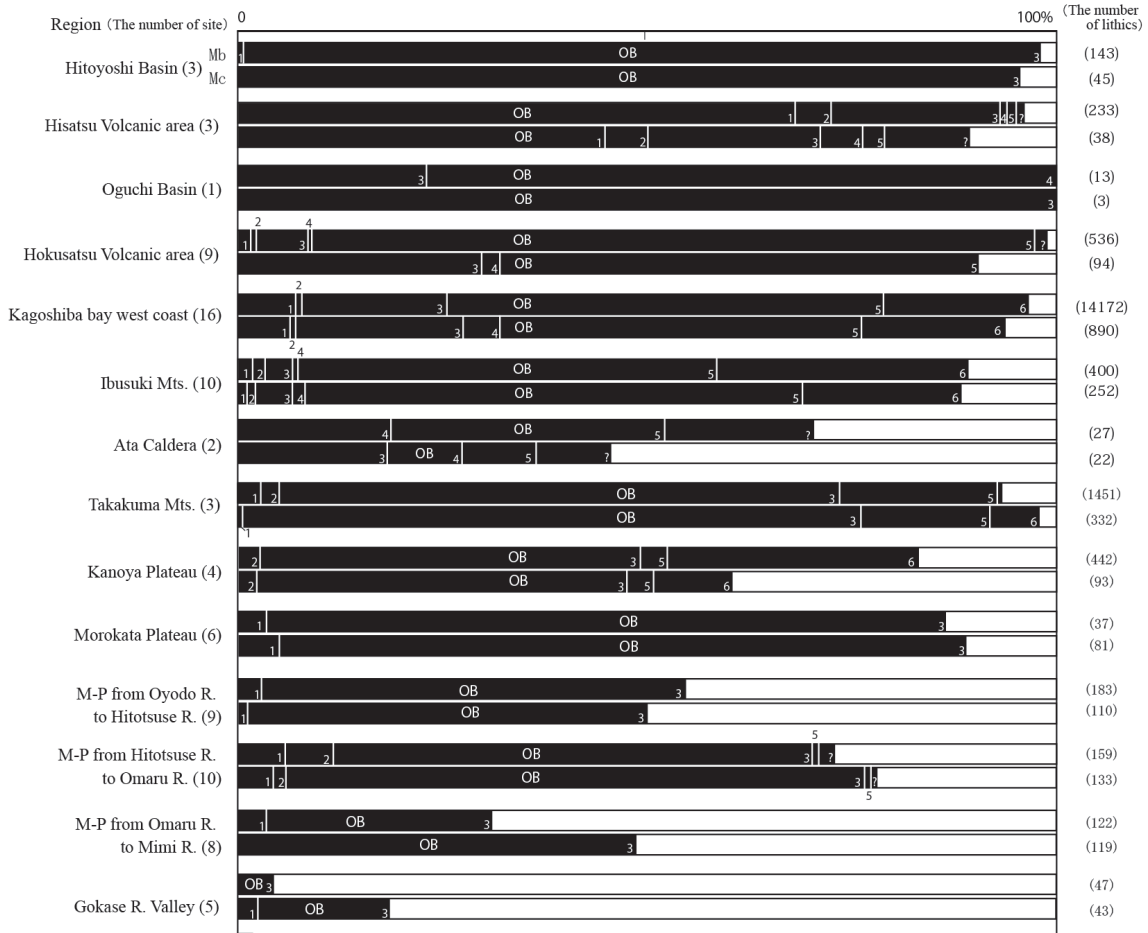 Region (The number of site)
0
100%
(The number
of lithics)
Hitoyoshi Basin (3)
Mb
1
OB
3
(143)
Mc
OB
3
(45)
Hisatsu Volcanic area (3)
OB
1
2
3
4
5
?
(233)
OB
1
2
3
4
5
?
(38)
Oguchi Basin (1)
3
OB
4
(13)
OB
3
(3)
Hokusatsu Volcanic area (9)
2
4
1
3
OB
5
?
(536)
3
4
OB
5
(94)
Kagoshiba bay west coast (16)
2
1
3
OB
5
6
(14172)
1
3
4
OB
5
6
(890)
2
Ibusuki Mts. (10)
4
1
2
3
OB
5
6
(400)
1
2
3
4
OB
5
6
(252)
Ata Caldera (2)
4
OB
5
?
(27)
3
OB
4
5
?
(22)
Takakuma Mts. (3)
1
2
OB
3
5
(1451)
OB
3
5
6
(332)
1
Kanoya Plateau (4)
2
OB
3
5
6
(442)
2
OB
3
5
6
(93)
Morokata Plateau (6)
1
OB
3
(37)
1
OB
3
(81)
M-P from Oyodo R.
to Hitotsuse R. (9)
1
OB
3
(183)
1
OB
3
(110)
M-P from Hitotsuse R.
to Omaru R. (10)
5
1
2
OB
3
?
(159)
1
2
OB
3
?
(133)
5
M-P from Omaru R.
to Mimi R. (8)
1
OB
3
(122)
OB
3
(119)
Gokase R. Valley (5)
OB
3
(47)
1
OB
3
(43)